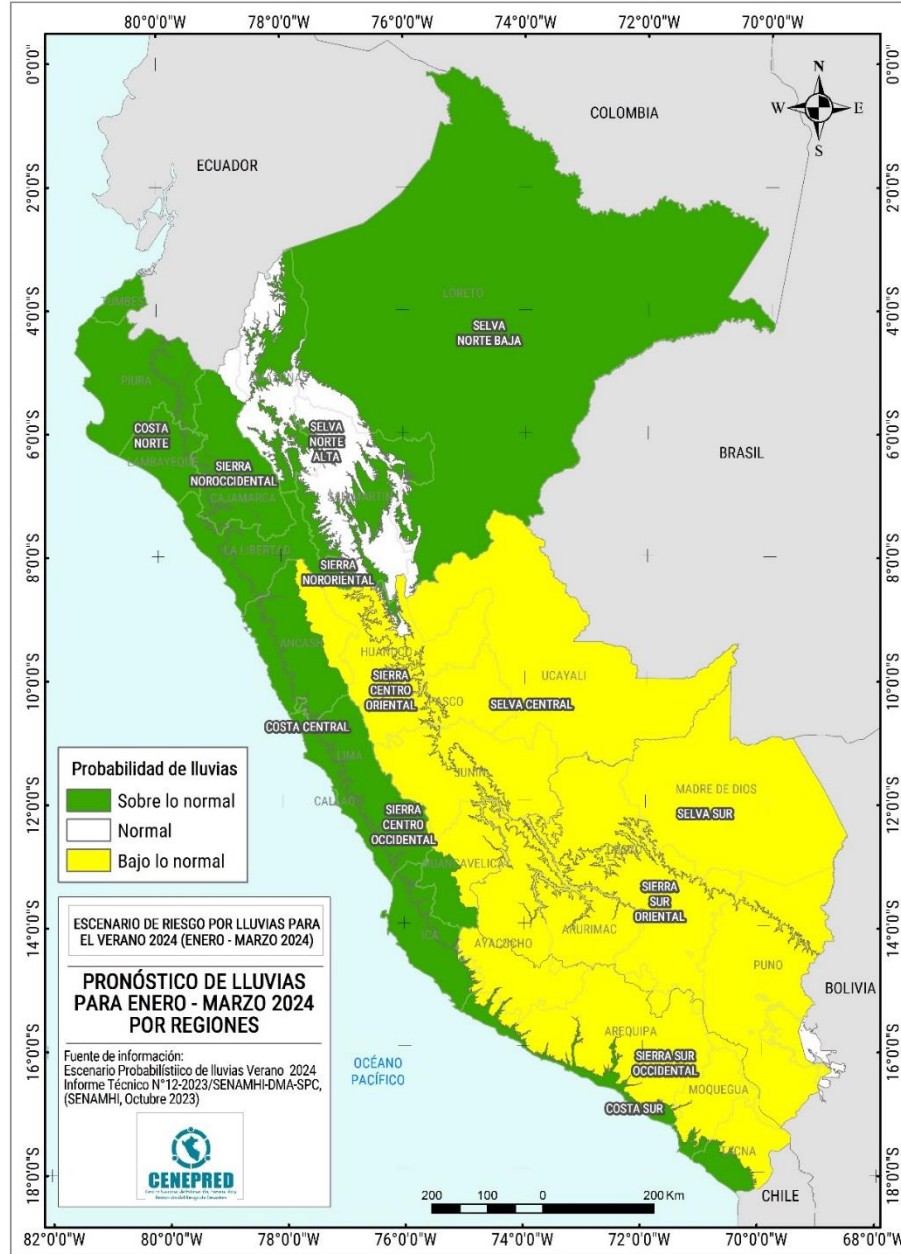 80°0'0"W 78°0'0"W 76°0'0"W 74°0'0"W 72°0'0"W 70°0'0"W
0°0'0"
2°0'0"S
4°0'0"S
6°0'0"S
8°0'0"S
10°0'0"S
12°0'0"S
14°0'0"S
16°0'0"S
18°0'0"S
N
W E
S
COLOMBIA
ECUADOR
TUMBES
LORETO
SELVA
NORTE BAJA
PIURA
COSTA
NORTE
LAMBAYEQUE
SELVA
NORTE
ALTA
SIERRA
NOROCCIDENTAL
CAJAMARCA
SAN MARTIN
BRASIL
LA LIBERTAD
SIERRA
NORORIENTAL
ANCASH
HUANUCO
SIERRA
CENTRO
ORIENTAL
UCAYALI
PASCO
SELVA CENTRAL
COSTA CENTRAL
LIMA
JUNIN
CALLAO
MADRE DE DIOS
SELVA SUR
SIERRA
CENTRO
OCCIDENTAL
HUANCAVELICA
CUSCO
SIERRA
SUR
ORIENTAL
ICA
AYACUCHO
APURIMAC
PUNO
BOLIVIA
AREQUIPA
SIERRA SUR
OCCIDENTAL
MOQUEGUA
COSTA SUR
TACNA
OCÉANO
PACÍFICO
CHILE
Probabilidad de lluvias
Sobre lo normal
Normal
Bajo lo normal
ESCENARIO DE RIESGO POR LLUVIAS PARA
EL VERANO 2024 (ENERO - MARZO 2024)
PRONÓSTICO DE LLUVIAS
PARA ENERO - MARZO 2024
POR REGIONES
Fuente de información:
Escenario Probabilístiico de lluvias Verano 2024
Informe Técnico N°12-2023/SENAMHI-DMA-SPC,
(SENAMHI, Octubre 2023)
CENEPRED
200 100 0 200 Km
82°0'0"W 80°0'0"W 78°0'0"W 76°0'0"W 74°0'0"W 72°0'0"W 70°0'0"W 68°0'0"W